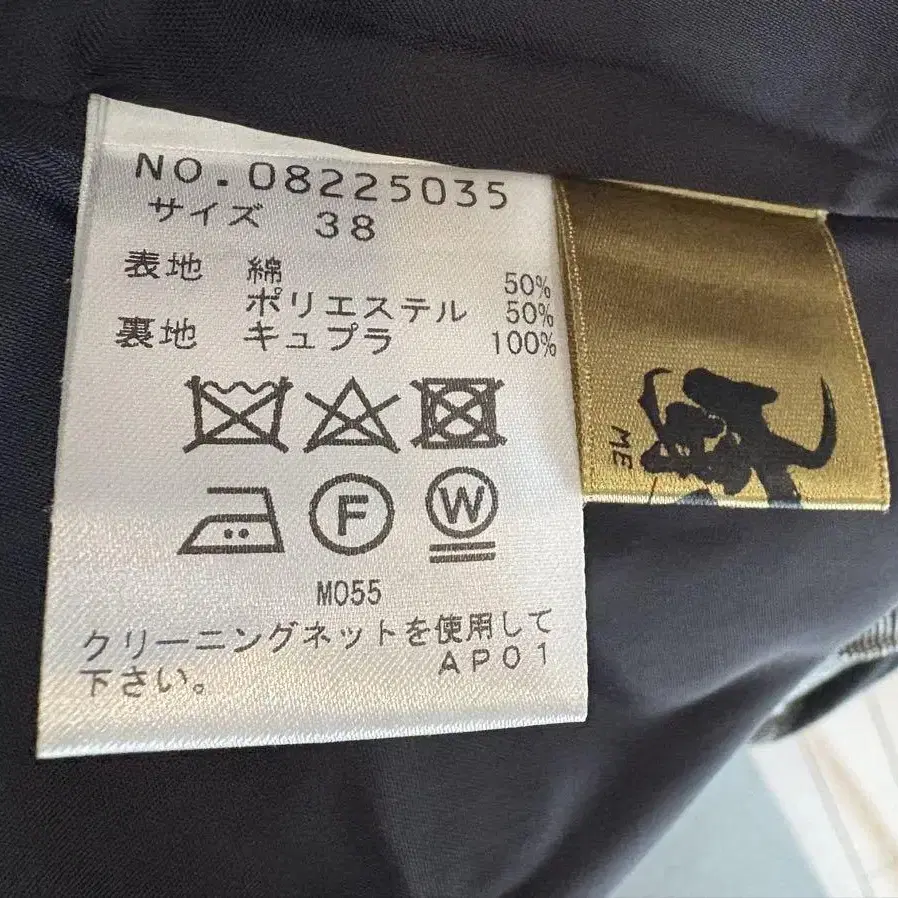 NO.08225035
サイズ 38
表地 綿 50%
ポリエステル 50%
裏地 キュプラ 100%
F
W
M055
クリーニングネットを使用して
下さい。 AP01
ME